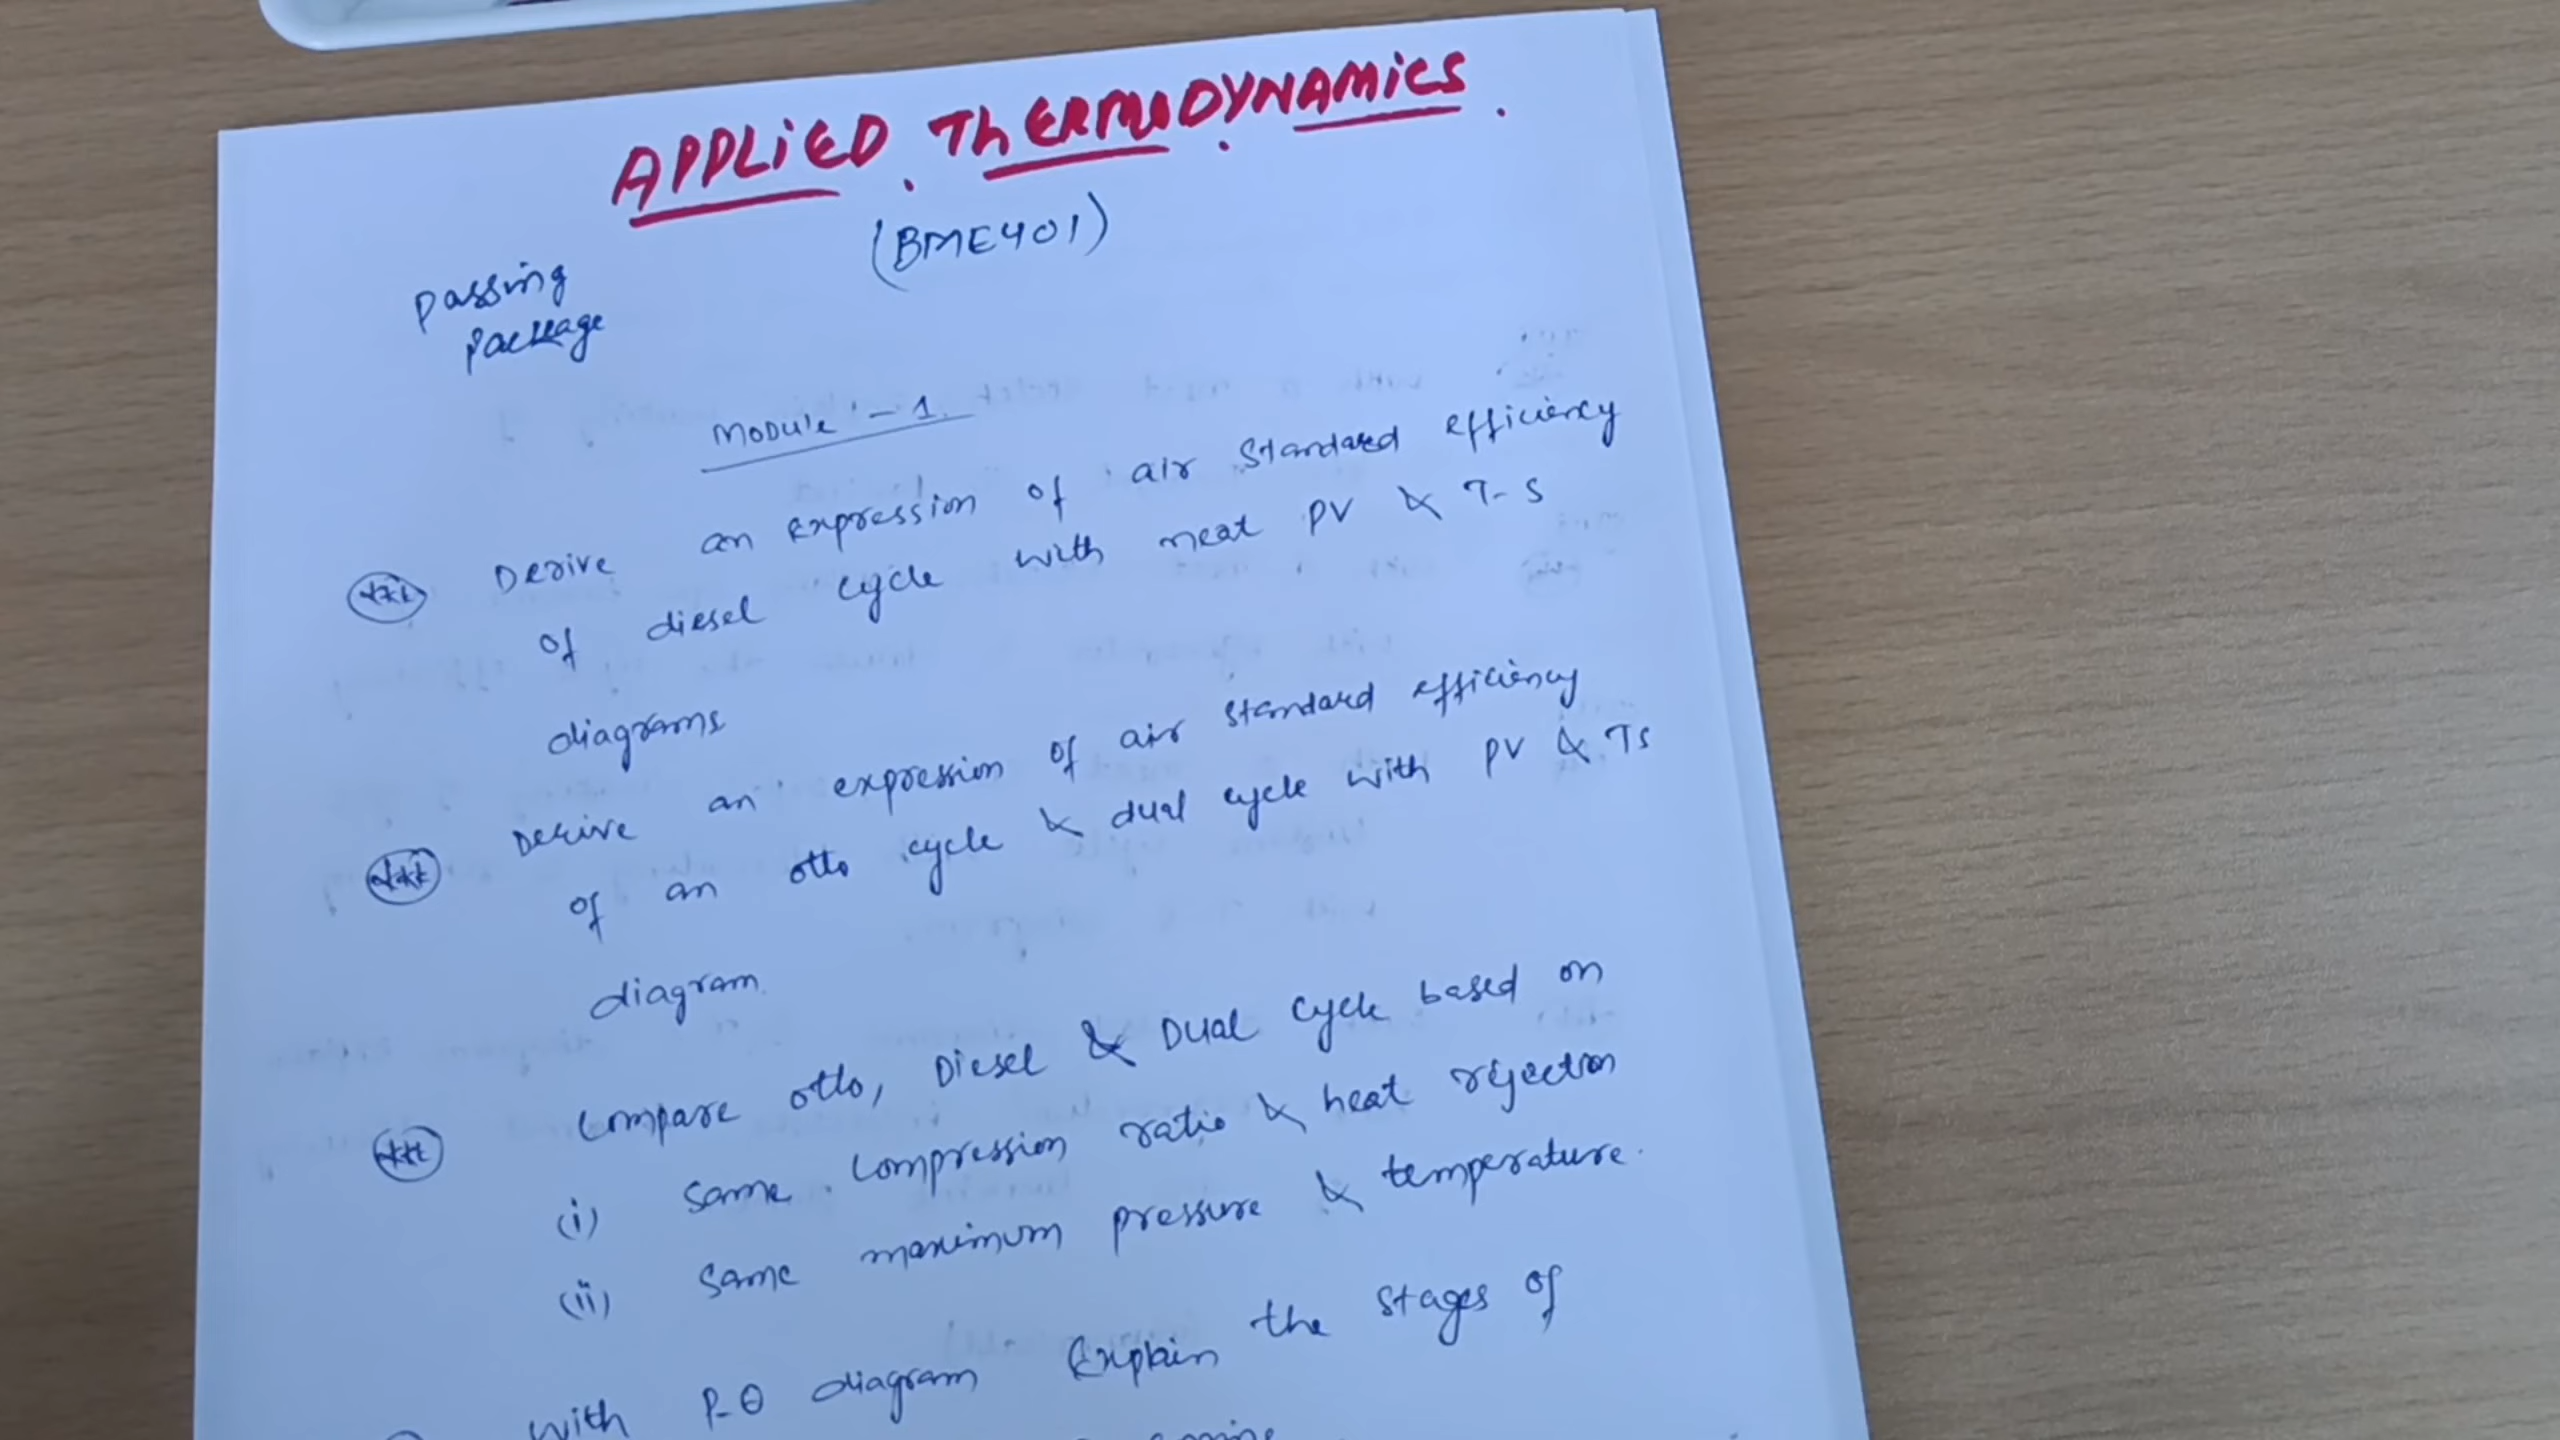 APPLiED THERMODYNAMiCS.
(BME401)
passing
package
MODULE - 1
Derive an expression of air standard efficiency
of diesel cycle with neat PV & T-S
diagrams
Derive an expression of air standard efficiency
of an otto cycle & dual cycle with PV & TS
diagram.
Compare otto, Diesel & Dual cycle based on
(i) Same compression ratio & heat rejection
(ii) Same maximum pressure & temperature.
With P-θ diagram Explain the stages of